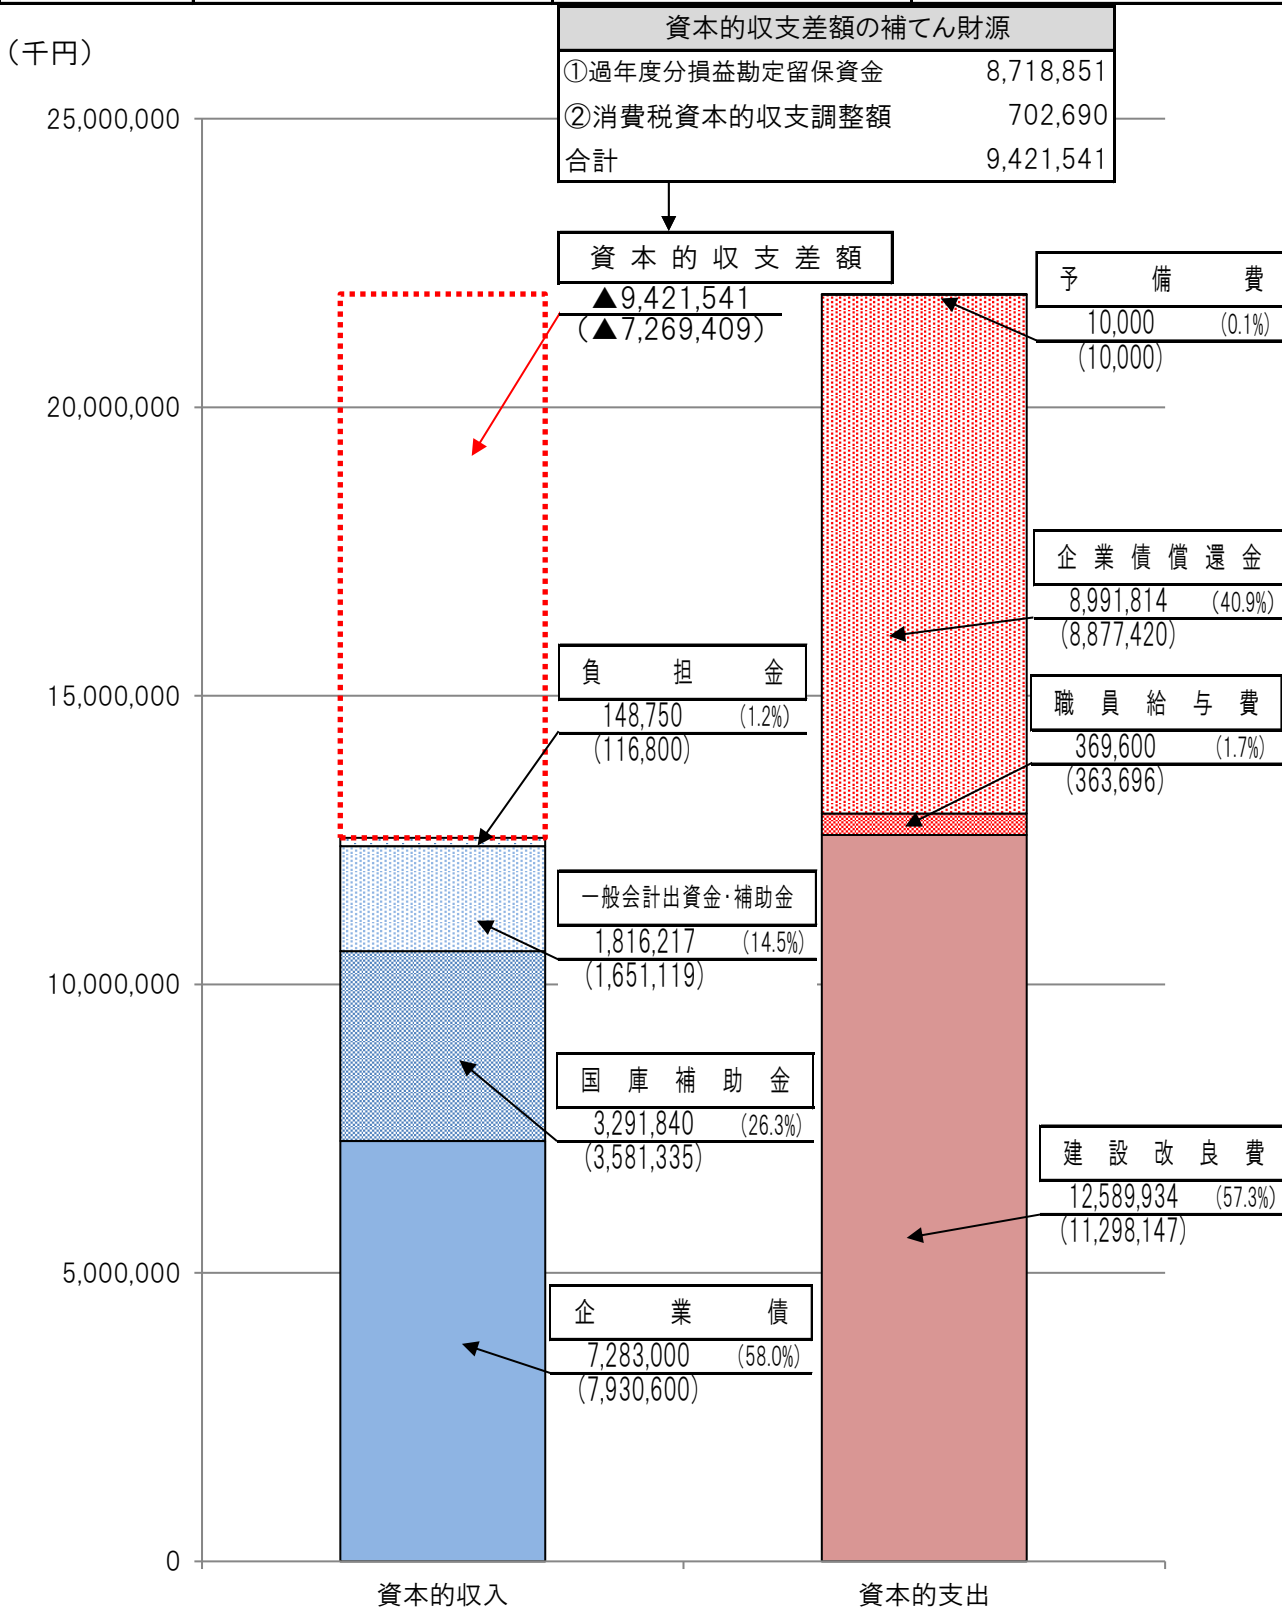 資本的収支差額の補てん財源
(千円)
①過年度分損益勘定留保資金 8,718,851
②消費税資本的収支調整額 702,690
合計 9,421,541
25,000,000
資本的収支差額
▲9,421,541
(▲7,269,409)
予備費
10,000 (0.1%)
(10,000)
20,000,000
企業債償還金
8,991,814 (40.9%)
(8,877,420)
負担金
148,750 (1.2%)
(116,800)
職員給与費
369,600 (1.7%)
(363,696)
15,000,000
一般会計出資金・補助金
1,816,217 (14.5%)
(1,651,119)
10,000,000
国庫補助金
3,291,840 (26.3%)
(3,581,335)
建設改良費
12,589,934 (57.3%)
(11,298,147)
5,000,000
企業債
7,283,000 (58.0%)
(7,930,600)
0
資本的収入 資本的支出